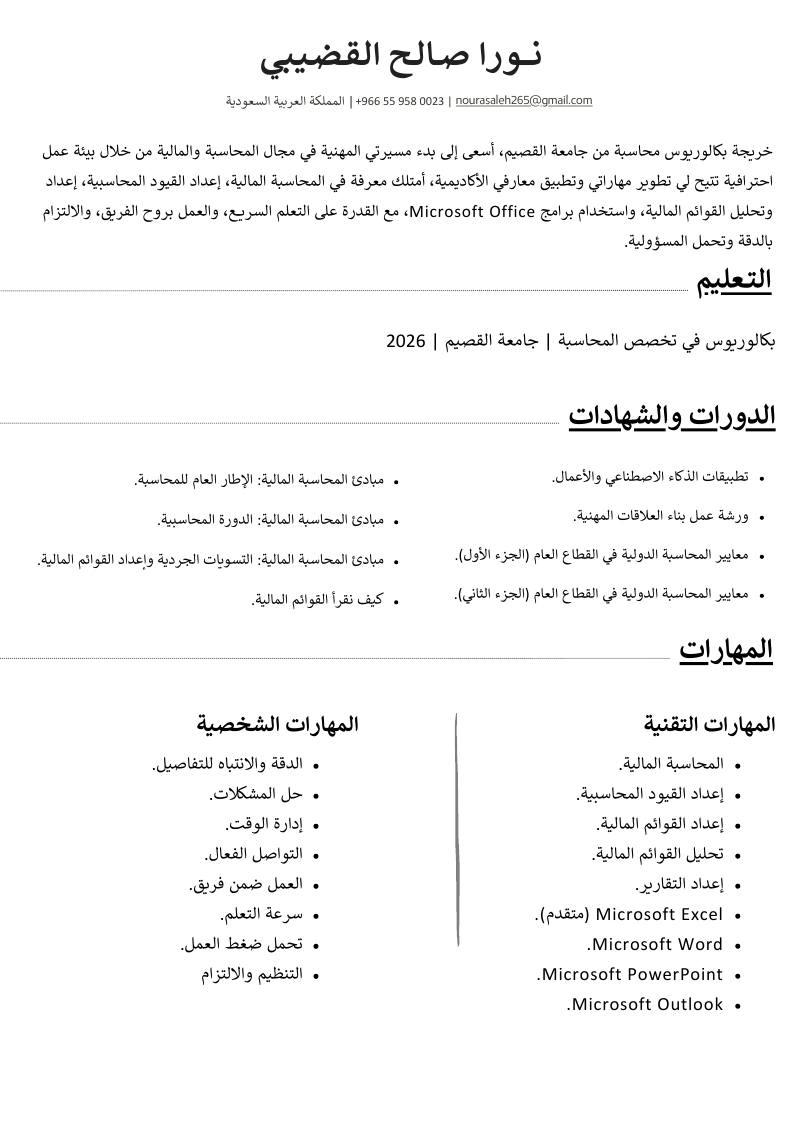 نورا صالح القضيبي
المملكة العربية السعودية | +966 55 958 0023 | nourasaleh265@gmail.com
خريجة بكالوريوس محاسبة من جامعة القصيم، أسعى إلى بدء مسيرتي المهنية في مجال المحاسبة والمالية من خلال بيئة عمل
احترافية تتيح لي تطوير مهاراتي وتطبيق معارفي الأكاديمية، أمتلك معرفة في المحاسبة المالية، إعداد القيود المحاسبية، إعداد
وتحليل القوائم المالية، واستخدام برامج Microsoft Office، مع القدرة على التعلم السريع، والعمل بروح الفريق، والالتزام
بالدقة وتحمل المسؤولية.
التعليم
بكالوريوس في تخصص المحاسبة | جامعة القصيم | 2026
الدورات والشهادات
• تطبيقات الذكاء الاصطناعي والأعمال.
• ورشة عمل بناء العلاقات المهنية.
• معايير المحاسبة الدولية في القطاع العام (الجزء الأول).
• معايير المحاسبة الدولية في القطاع العام (الجزء الثاني).
• مبادئ المحاسبة المالية: الإطار العام للمحاسبة.
• مبادئ المحاسبة المالية: الدورة المحاسبية.
• مبادئ المحاسبة المالية: التسويات الجردية وإعداد القوائم المالية.
• كيف نقرأ القوائم المالية.
المهارات
المهارات التقنية
• المحاسبة المالية.
• إعداد القيود المحاسبية.
• إعداد القوائم المالية.
• تحليل القوائم المالية.
• إعداد التقارير.
• Microsoft Excel (متقدم).
• Microsoft Word.
• Microsoft PowerPoint.
• Microsoft Outlook.
المهارات الشخصية
• الدقة والانتباه للتفاصيل.
• حل المشكلات.
• إدارة الوقت.
• التواصل الفعال.
• العمل ضمن فريق.
• سرعة التعلم.
• تحمل ضغط العمل.
• التنظيم والالتزام